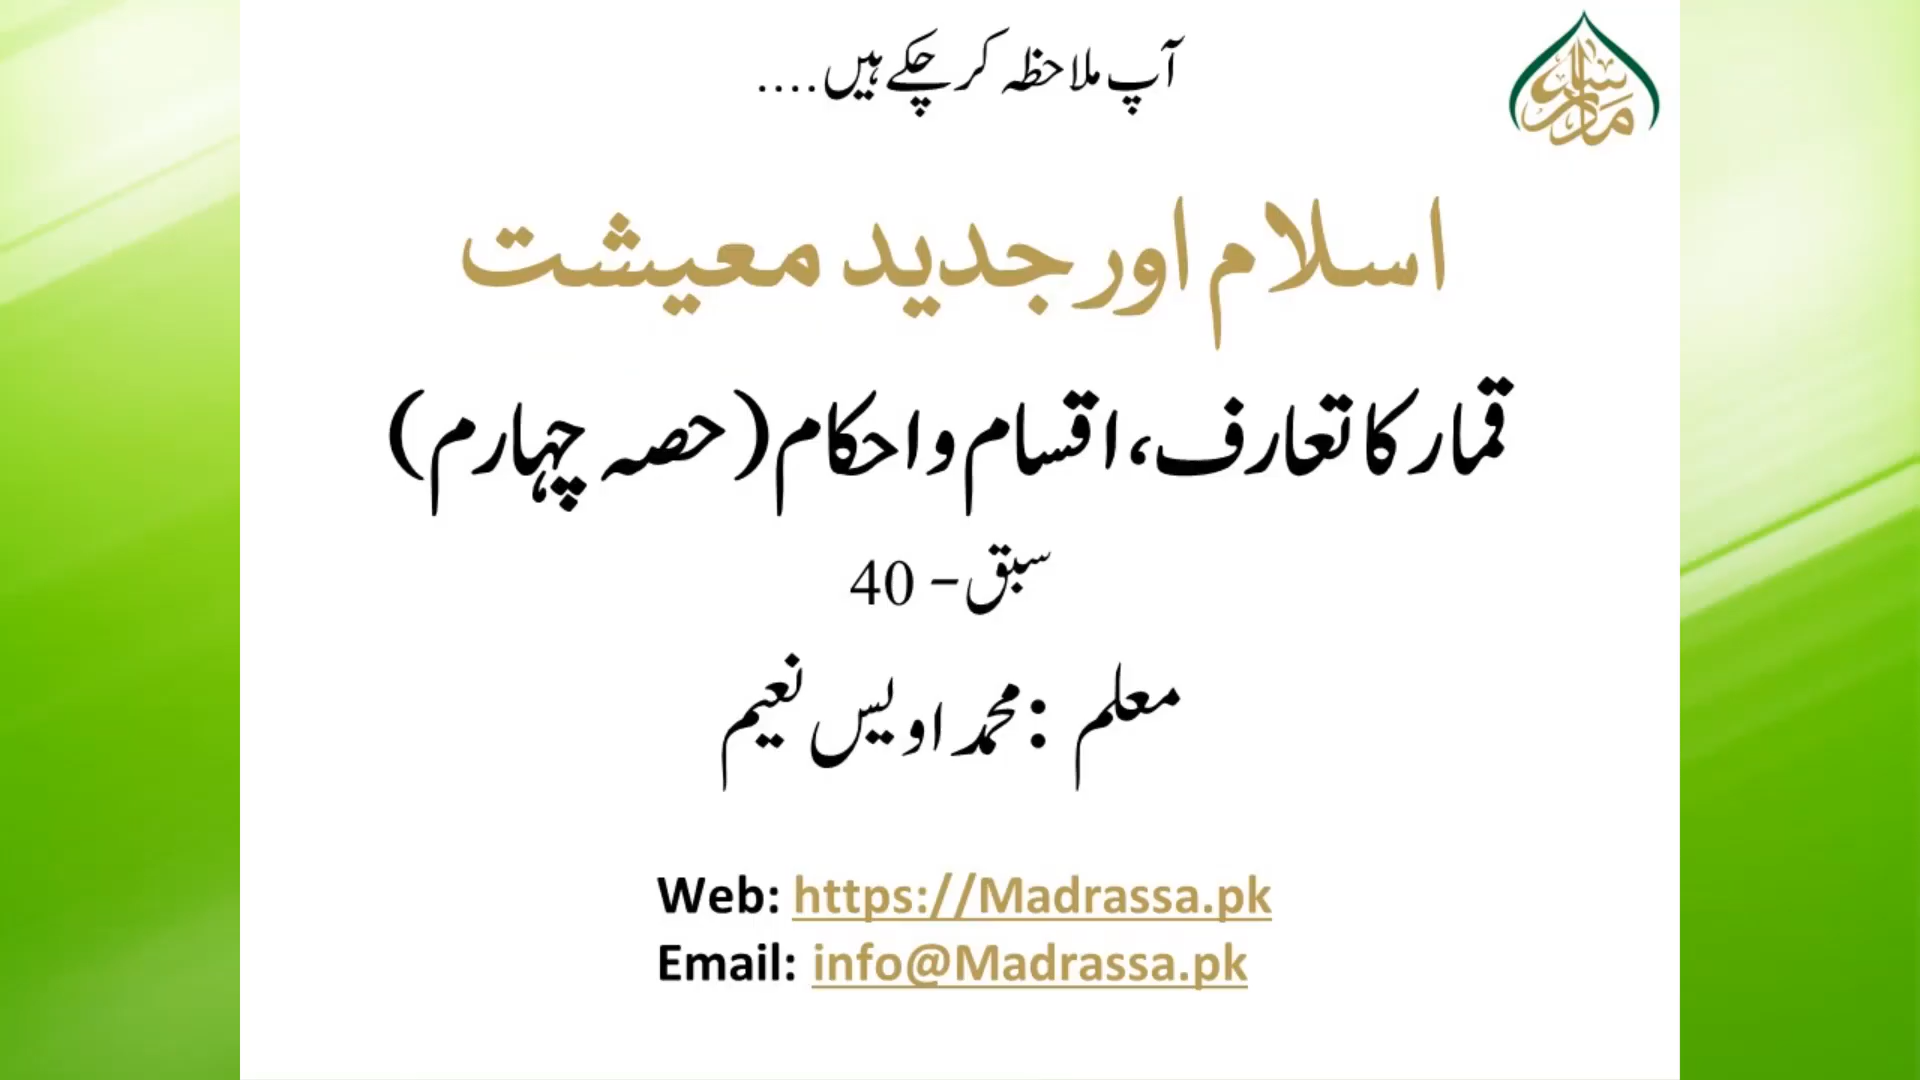 آپ ملاحظہ کر چکے ہیں....
مدرسہ
اسلام اور جدید معیشت
قمار کا تعارف، اقسام و احکام (حصہ چہارم)
سبق - 40
معلم : محمد اویس نعیم
Web: https://Madrassa.pk
Email: info@Madrassa.pk